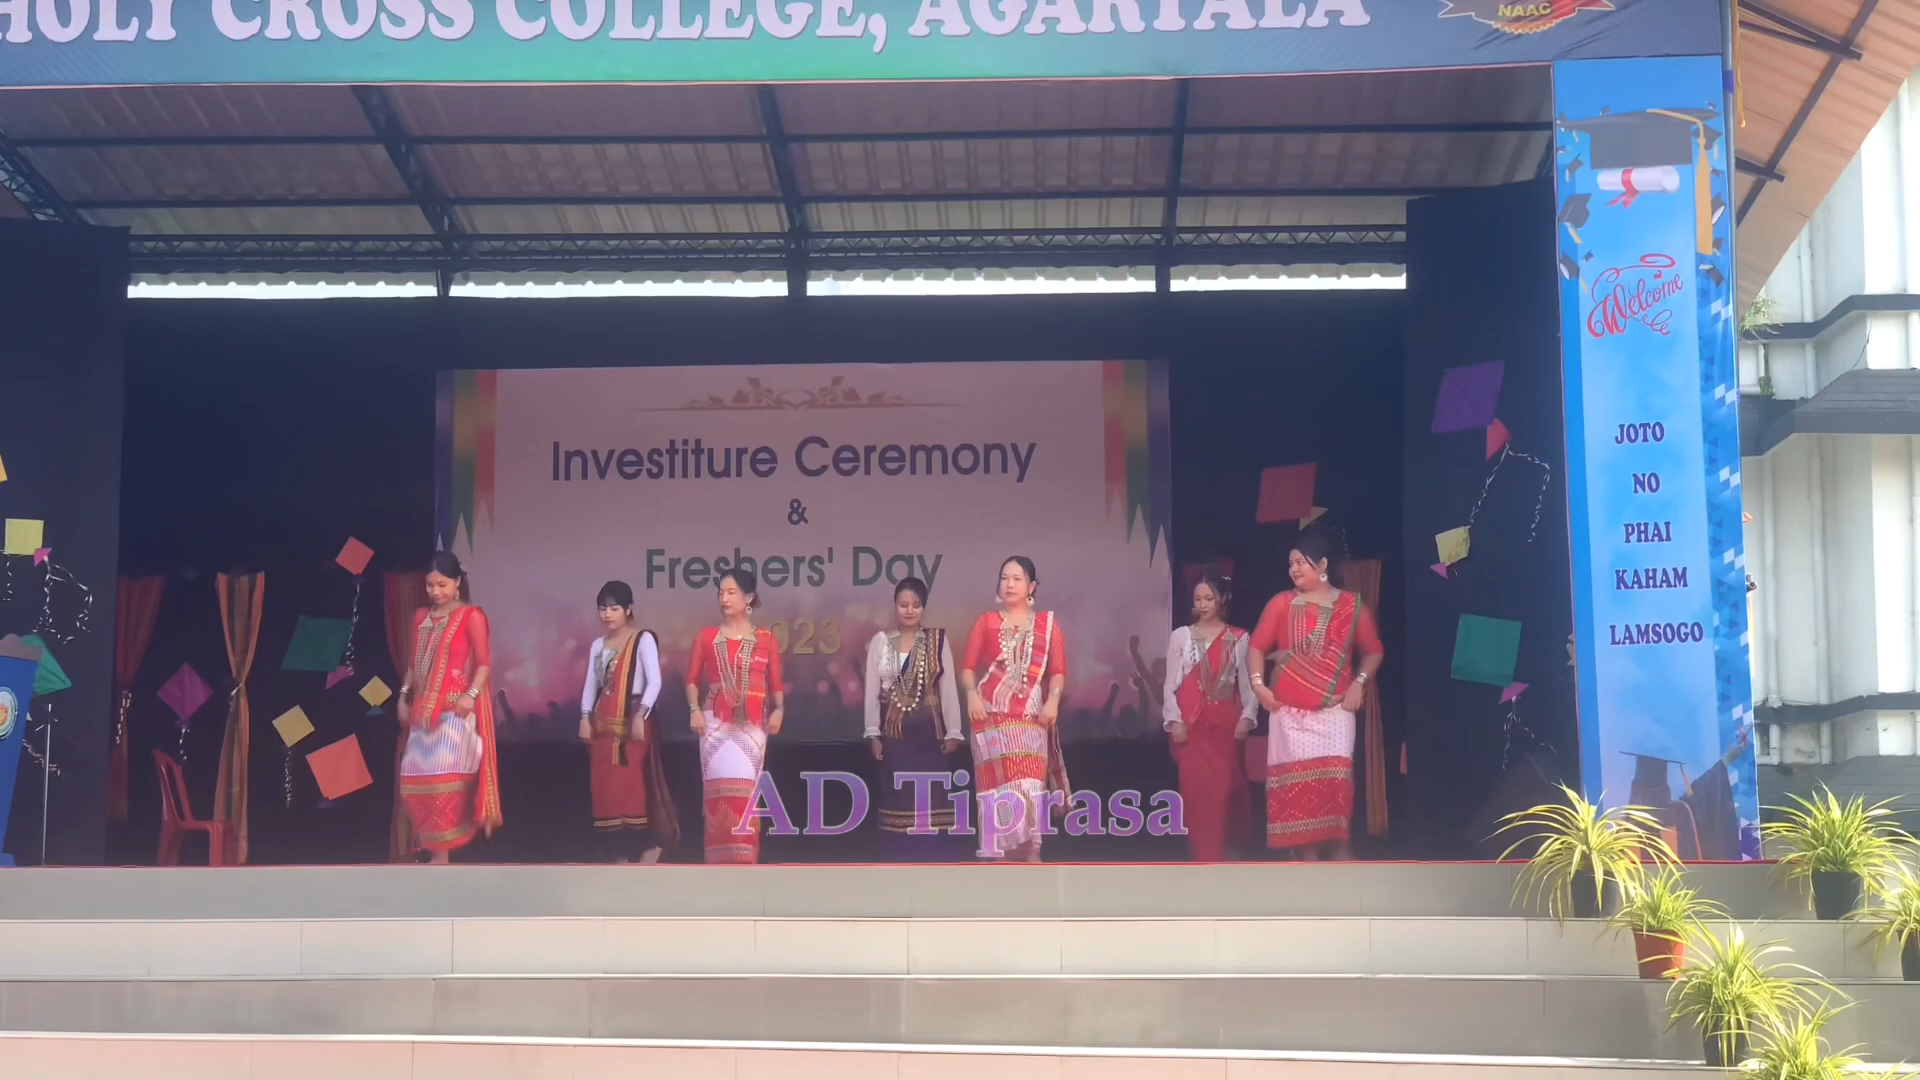 HOLY CROSS COLLEGE, AGARTALA
NAAC
Investiture Ceremony
&
Freshers' Day
2023
Welcome
JOTO
NO
PHAI
KAHAM
LAMSOGO
AD Tiprasa